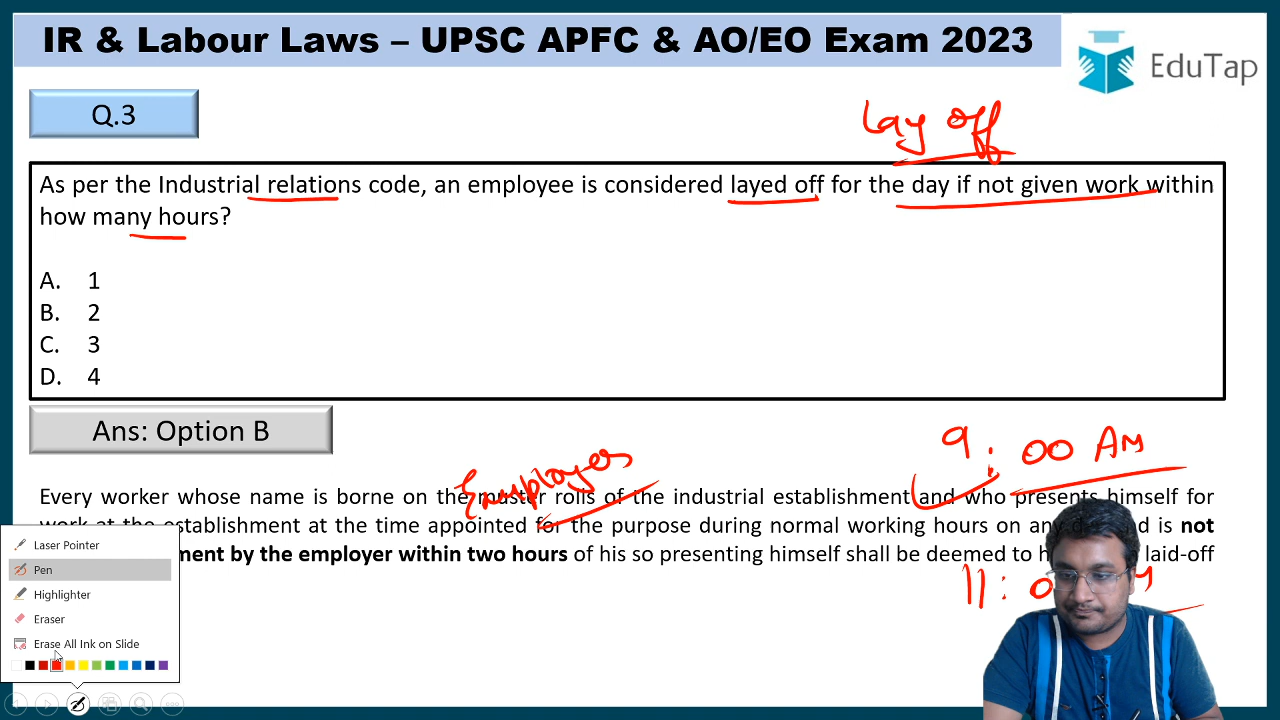 IR & Labour Laws – UPSC APFC & AO/EO Exam 2023
EduTap
Q.3
Lay off
As per the Industrial relations code, an employee is considered layed off for the day if not given work within
how many hours?
A. 1
B. 2
C. 3
D. 4
Ans: Option B
9:00 AM
Employees
Every worker whose name is borne on the muster rolls of the industrial establishment and who presents himself for
work at the establishment at the time appointed for the purpose during normal working hours on any is not
by the employer within two hours of his so presenting himself shall be deemed to laid-off
11:
Laser Pointer
Pen
Highlighter
Eraser
Erase All Ink on Slide